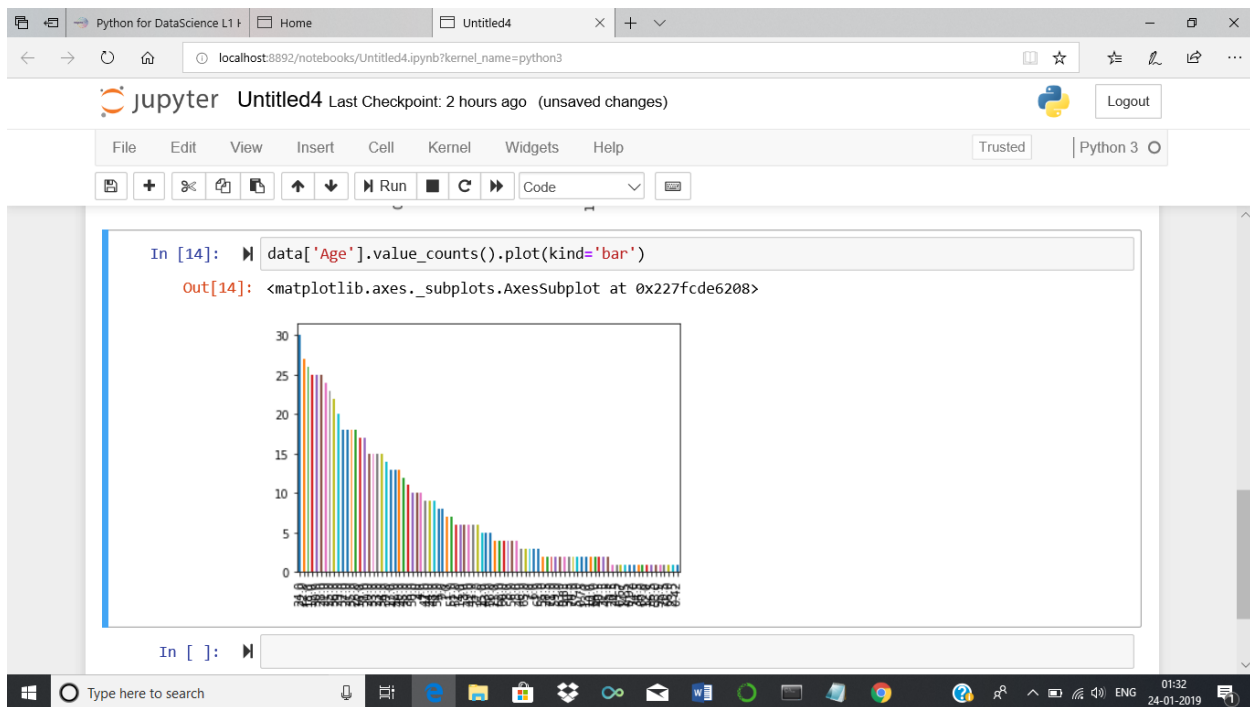 Python for DataScience L1 H
Home
Untitled4
localhost:8892/notebooks/Untitled4.ipynb?kernel_name=python3
jupyter Untitled4 Last Checkpoint: 2 hours ago (unsaved changes)
Logout
File Edit View Insert Cell Kernel Widgets Help
Trusted
Python 3
Run
Code
In [14]: data['Age'].value_counts().plot(kind='bar')
Out[14]: <matplotlib.axes._subplots.AxesSubplot at 0x227fcde6208>
30
25
20
15
10
5
0
In [ ]:
Type here to search
ENG
01:32
24-01-2019